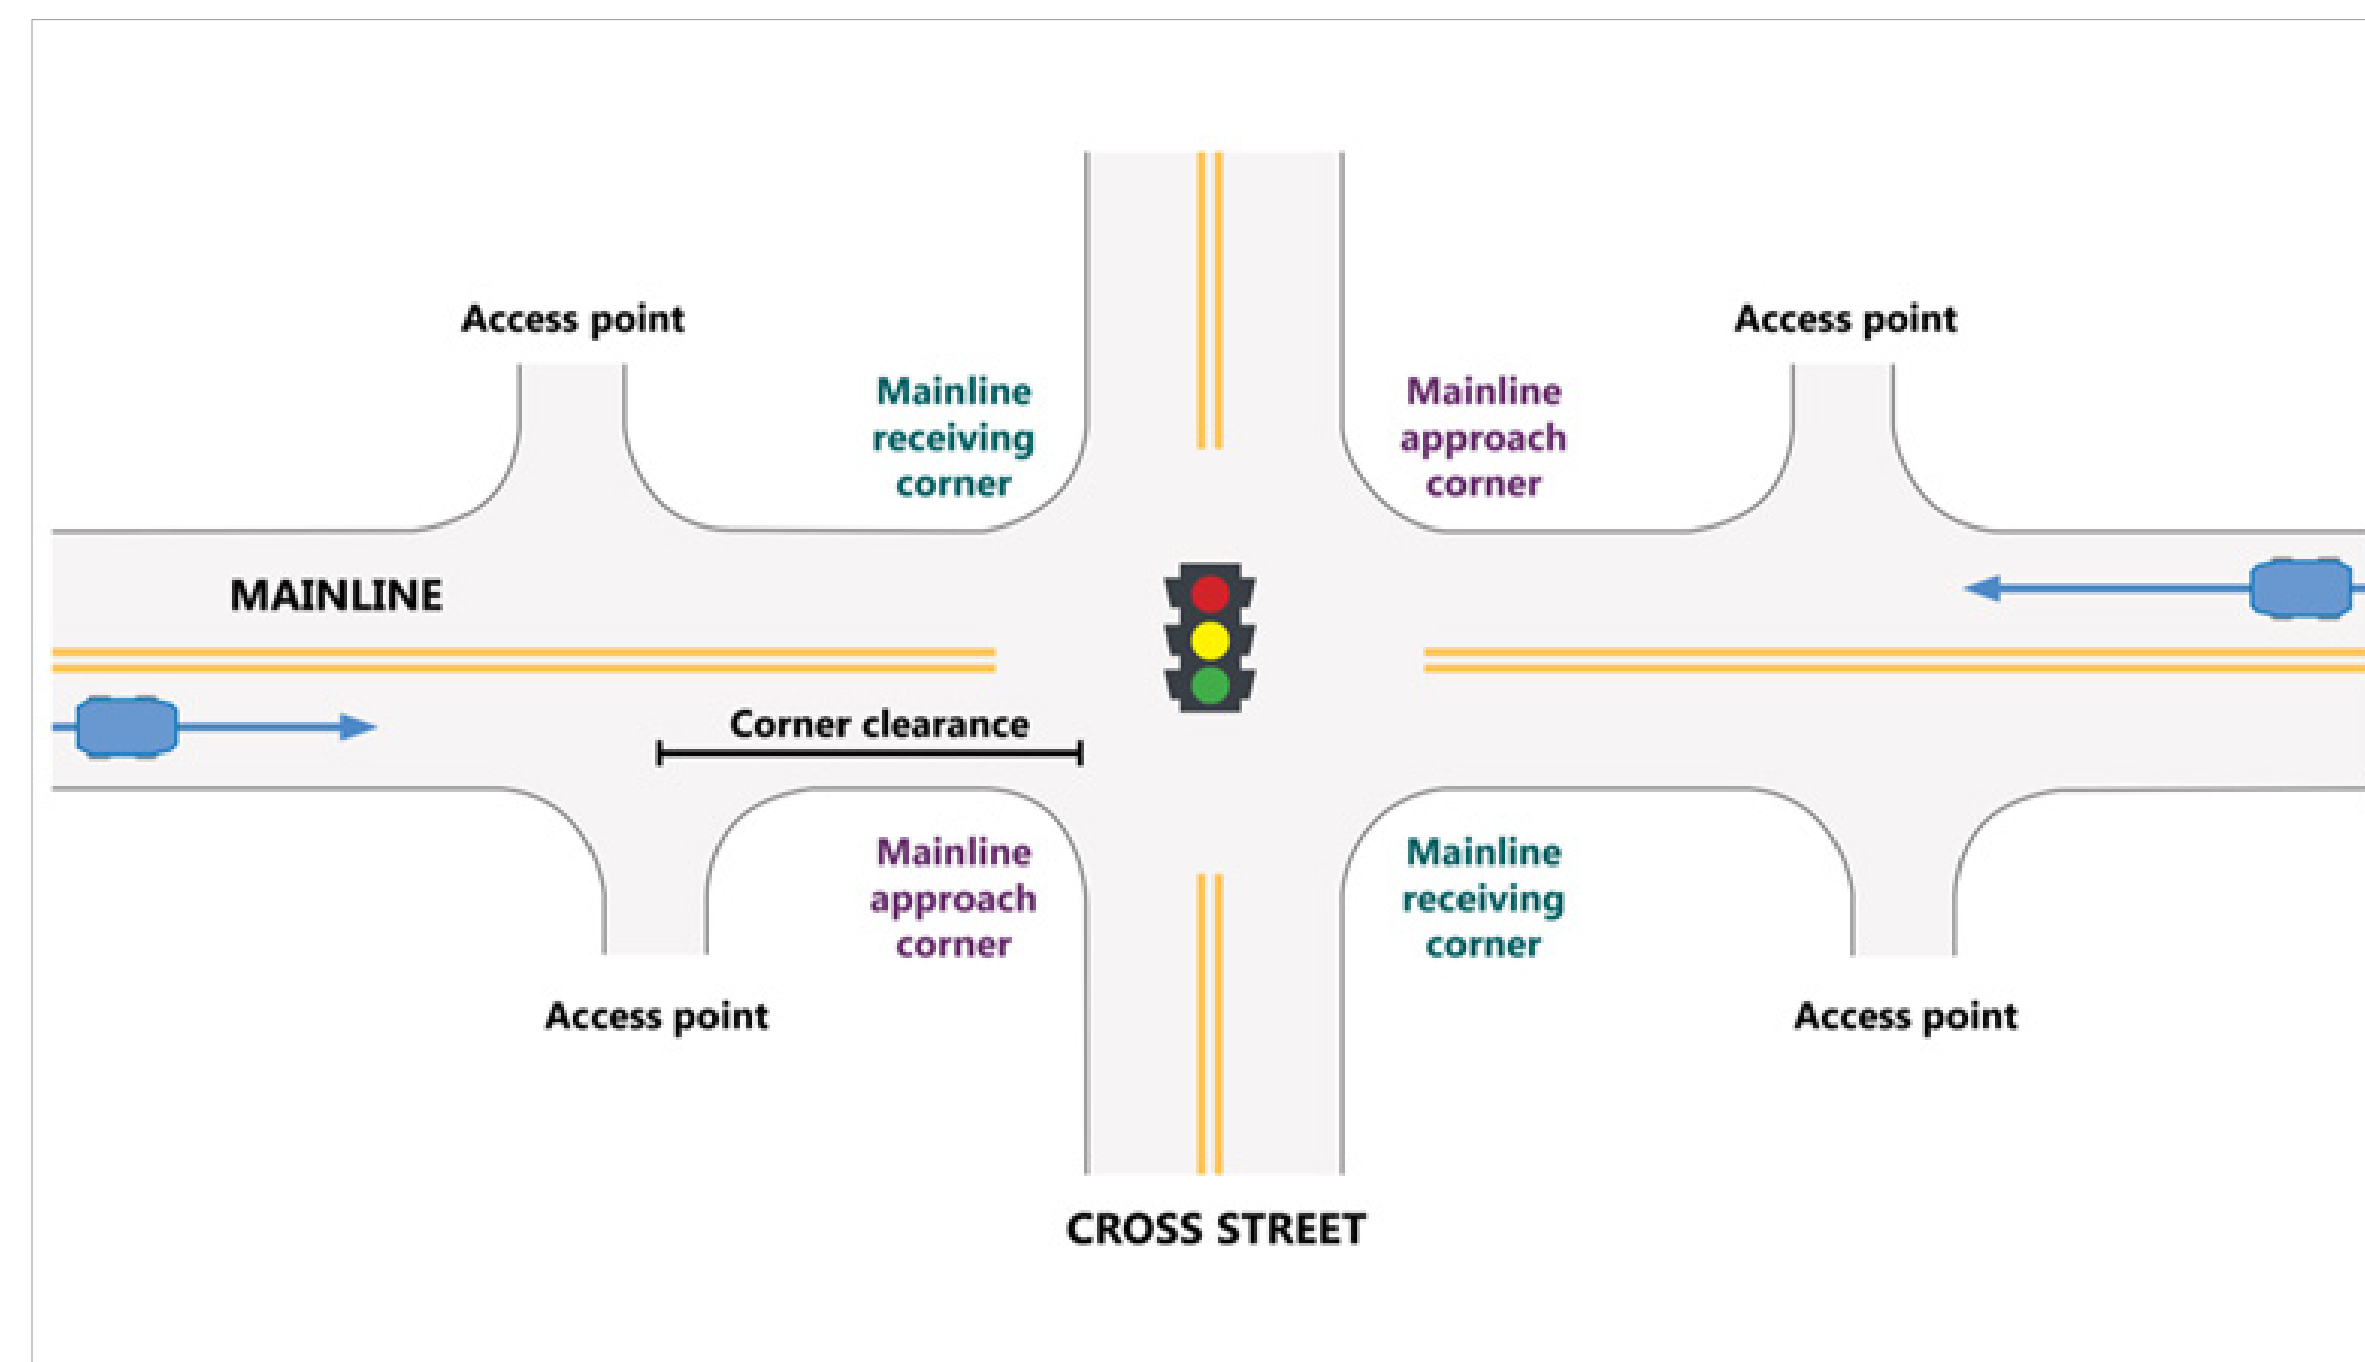 Access point
Access point
Mainline
receiving
corner
Mainline
approach
corner
MAINLINE
Corner clearance
Mainline
approach
corner
Mainline
receiving
corner
Access point
Access point
CROSS STREET